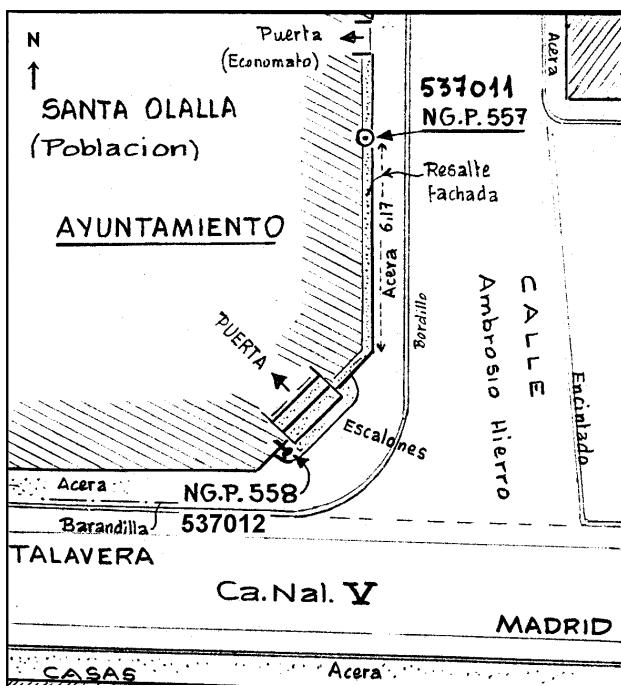 N
SANTA OLALLA
(Poblacion)
AYUNTAMIENTO
Puerta
(Economato)
537011
NG.P. 557
Resalte
fachada
6,17
Acera
Bordillo
Acera
CALLE
Ambrosio Hierro
Encintado
PUERTA
Escalones
Acera
NG.P. 558
Barandilla
537012
TALAVERA
Ca.Nal. V
MADRID
CASAS
Acera